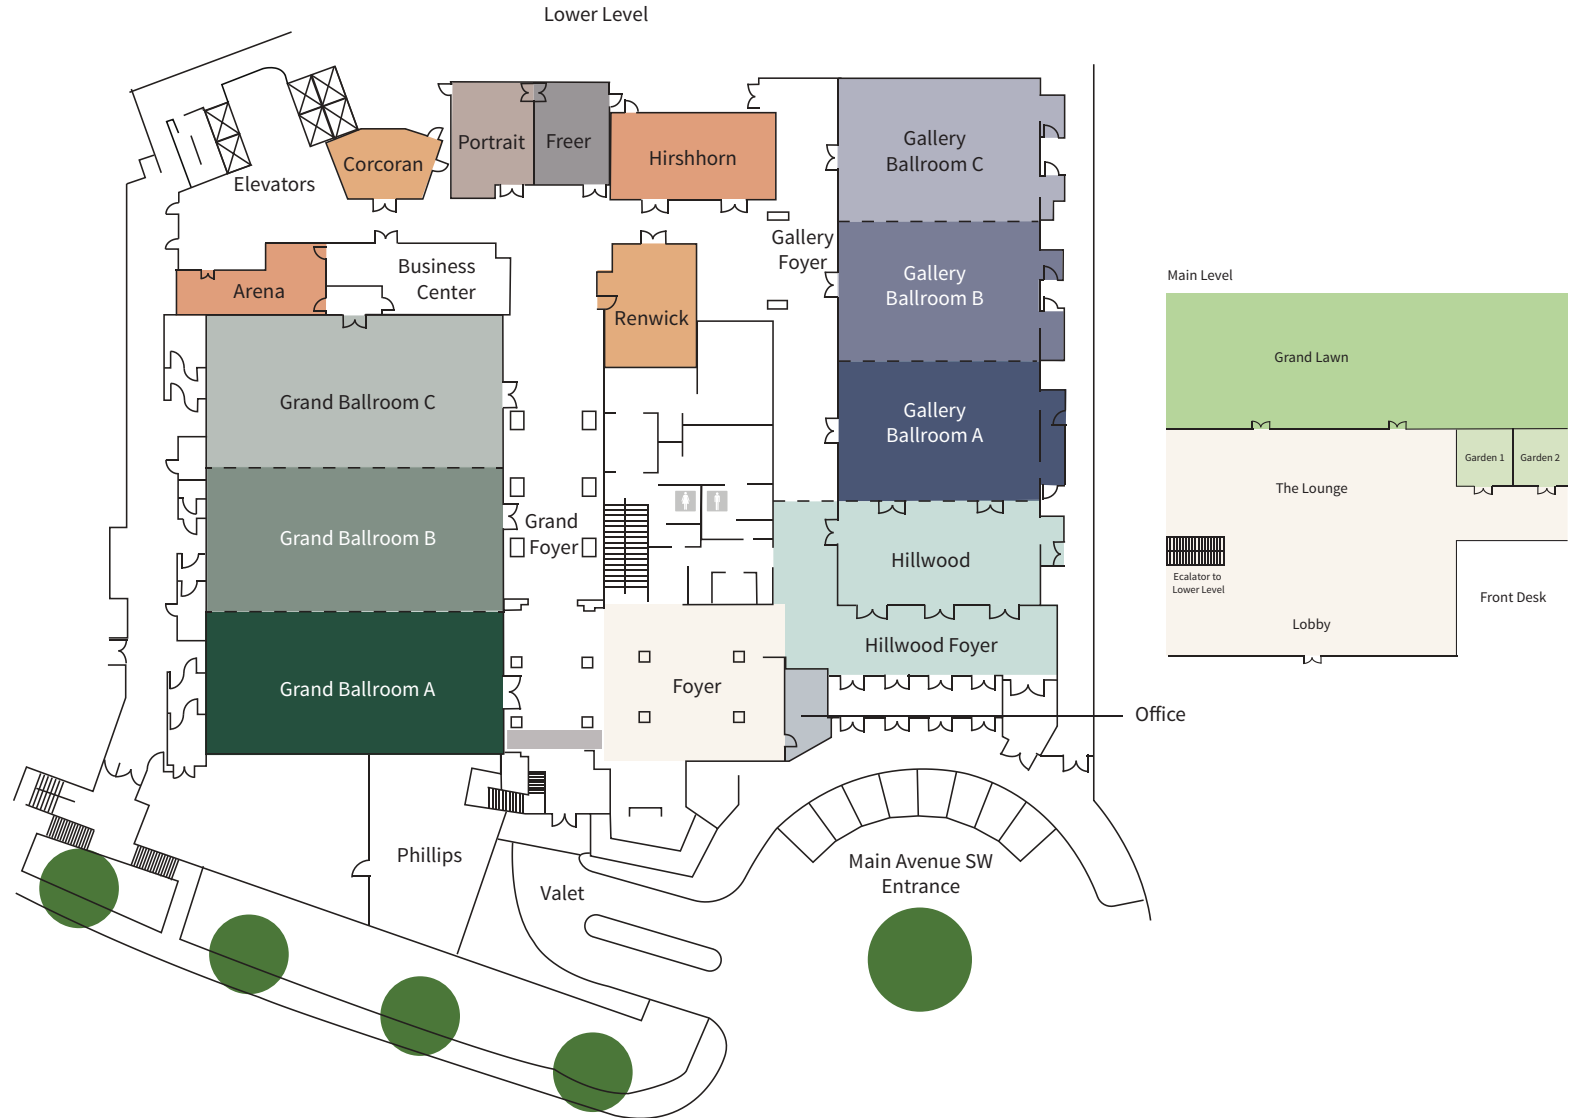 Lower Level
Portrait
Freer
Hirshhorn
Corcoran
Elevators
Gallery
Ballroom C
Gallery
Foyer
Business
Center
Arena
Renwick
Gallery
Ballroom B
Main Level
Grand Lawn
Grand Ballroom C
Gallery
Ballroom A
Garden 1
Garden 2
The Lounge
Grand Ballroom B
Grand
Foyer
Hillwood
Ecalator to
Lower Level
Front Desk
Lobby
Hillwood Foyer
Grand Ballroom A
Foyer
Office
Phillips
Valet
Main Avenue SW
Entrance